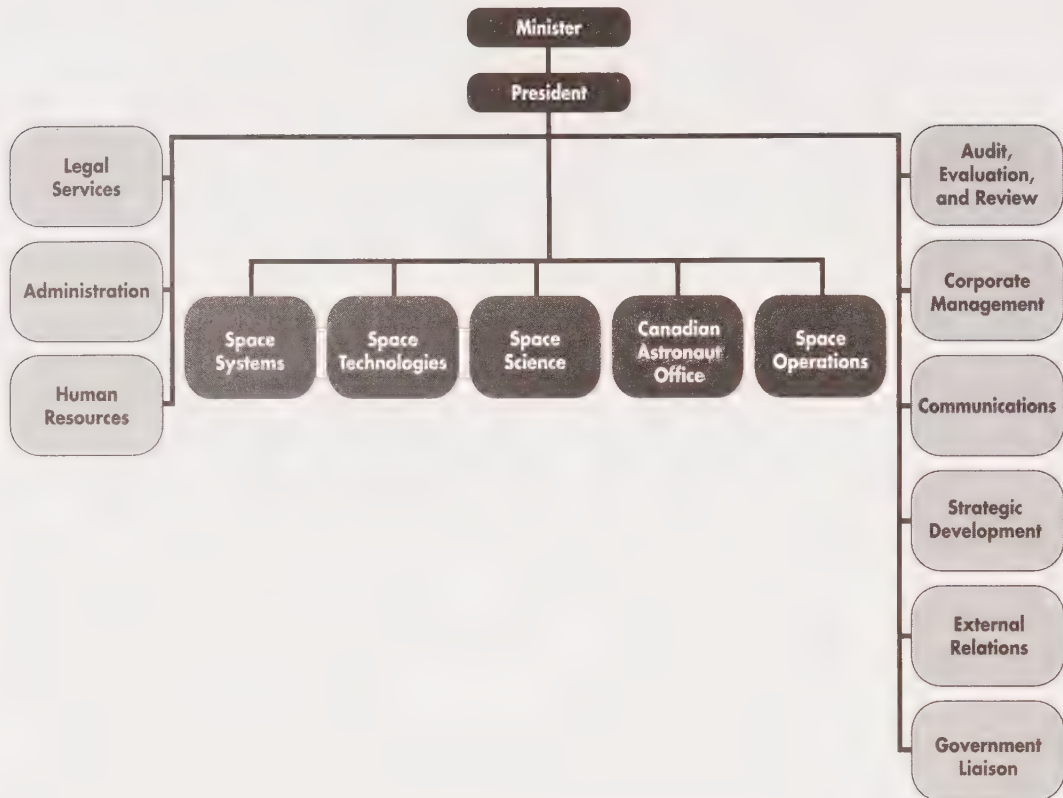 Minister
President
Legal
Services
Administration
Human
Resources
Space
Systems
Space
Technologies
Space
Science
Canadian
Astronaut
Office
Space
Operations
Audit,
Evaluation,
and Review
Corporate
Management
Communications
Strategic
Development
External
Relations
Government
Liaison